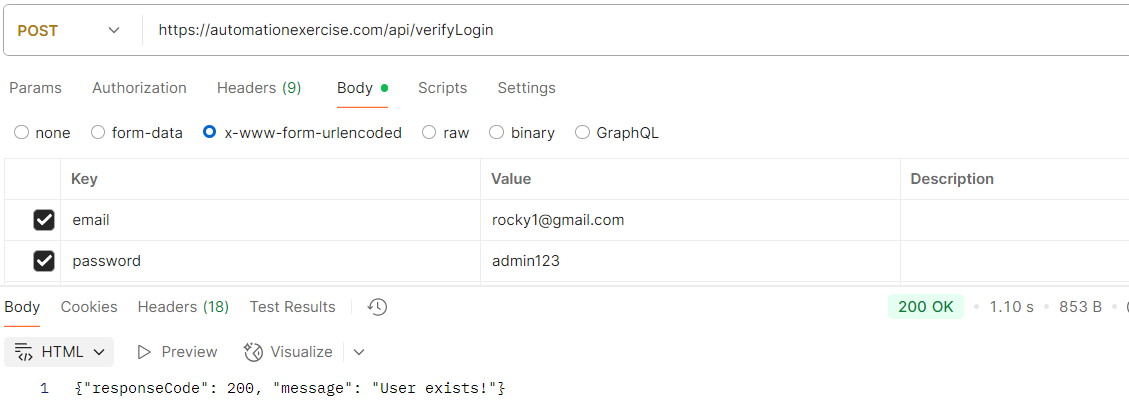 POST https://automationexercise.com/api/verifyLogin
Params Authorization Headers (9) Body Scripts Settings
none form-data x-www-form-urlencoded raw binary GraphQL
Key Value Description
email rocky1@gmail.com
password admin123
Body Cookies Headers (18) Test Results 200 OK 1.10 s 853 B
HTML Preview Visualize
1 {"responseCode": 200, "message": "User exists!"}